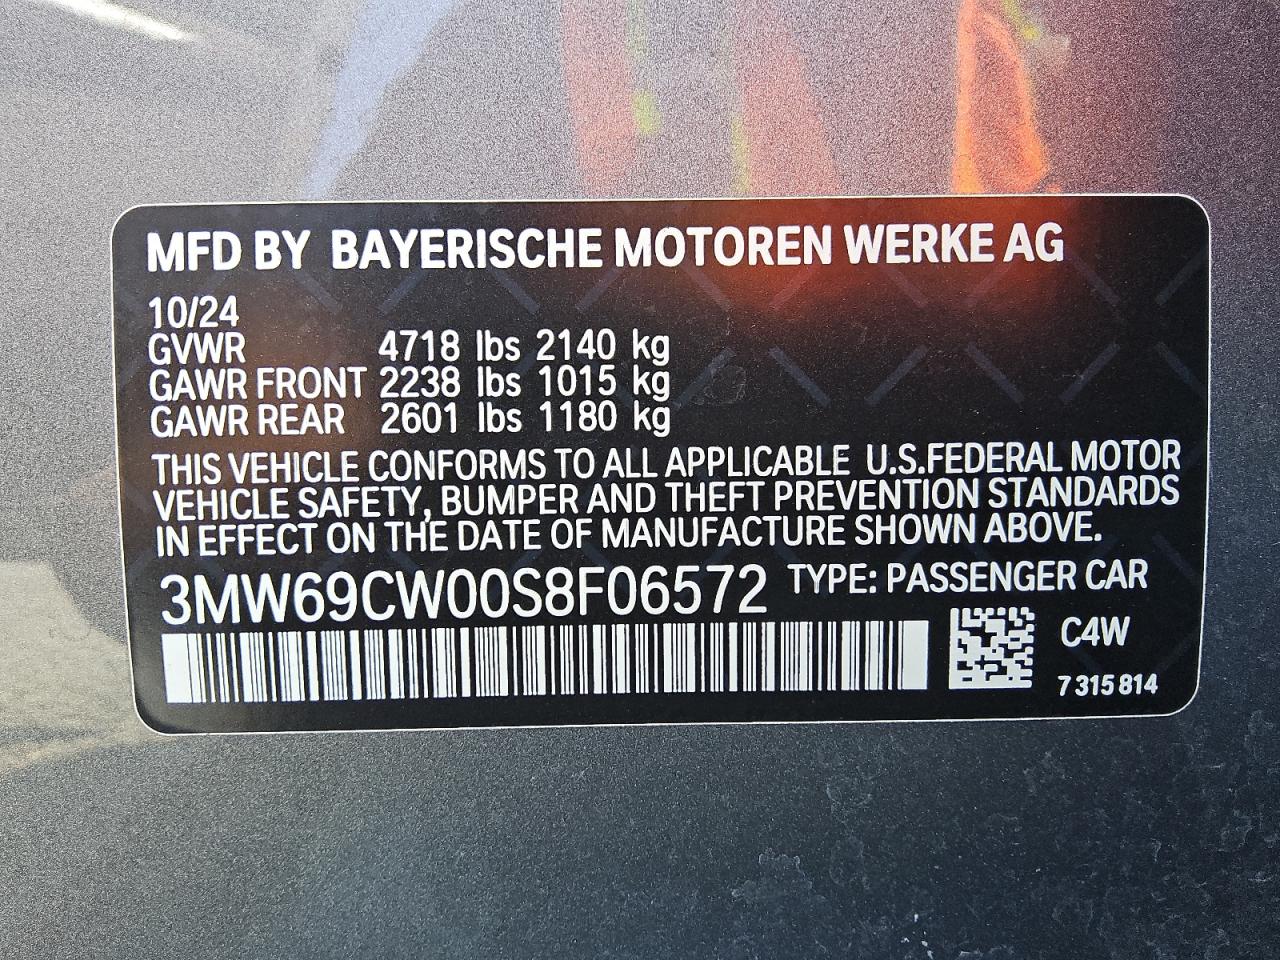 MFD BY BAYERISCHE MOTOREN WERKE AG
10/24
GVWR 4718 lbs 2140 kg
GAWR FRONT 2238 lbs 1015 kg
GAWR REAR 2601 lbs 1180 kg
THIS VEHICLE CONFORMS TO ALL APPLICABLE U.S.FEDERAL MOTOR
VEHICLE SAFETY, BUMPER AND THEFT PREVENTION STANDARDS
IN EFFECT ON THE DATE OF MANUFACTURE SHOWN ABOVE.
3MW69CW00S8F06572 TYPE: PASSENGER CAR
C4W
7 315 814